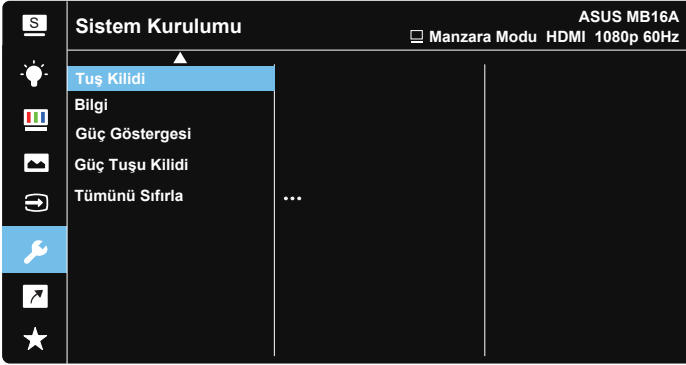 S
Sistem Kurulumu
ASUS MB16A
Manzara Modu HDMI 1080p 60Hz
Tuş Kilidi
Bilgi
Güç Göstergesi
Güç Tuşu Kilidi
Tümünü Sıfırla
...